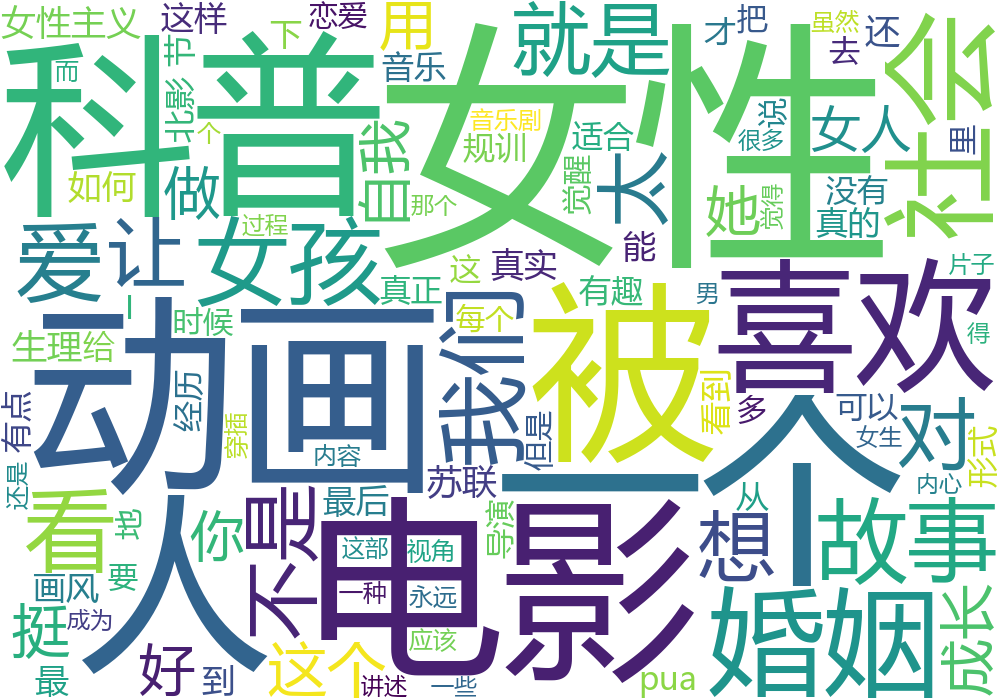 女性主义
这样
恋爱
下
用
就是
才
把
虽然
还
去
社会
科普
节
而
北影
个
音乐
女性
音乐剧
规训
适合
说
很多
女人
里
如何
做
自我
那个
觉醒
太
她
觉得
没有
真的
爱
让
女孩
过程
真正
这
真实
有趣
能
男
片子
得
I
生理
给
时候
动画
我们
每个
被
喜欢
看到
多
可以
女生
对
形式
有点
经历
穿插
内容
但是
一个
还是
看
地
人
你
不是
最后
苏联
电影
导演
从
想
内心
故事
画风
要
这部
视角
一种
永远
成为
挺
应该
婚姻
成长
最
好
到
这个
讲述
一些
pua